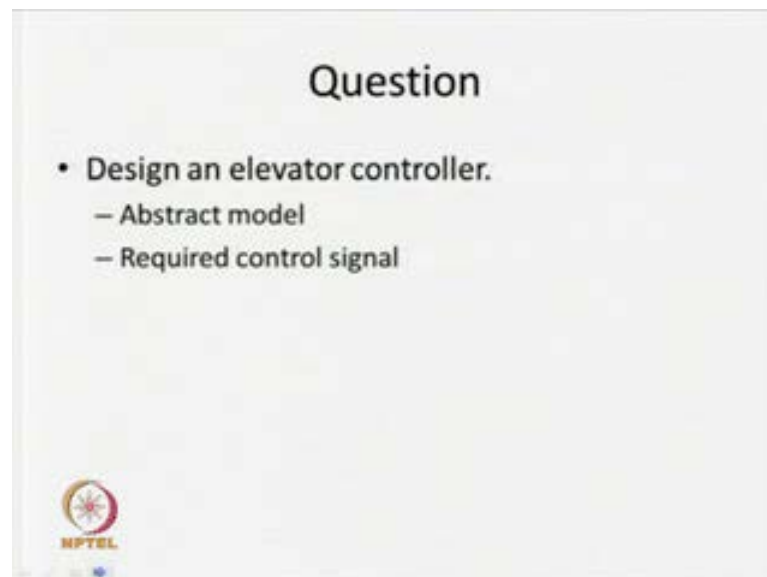 Question
• Design an elevator controller.
– Abstract model
– Required control signal
NPTEL